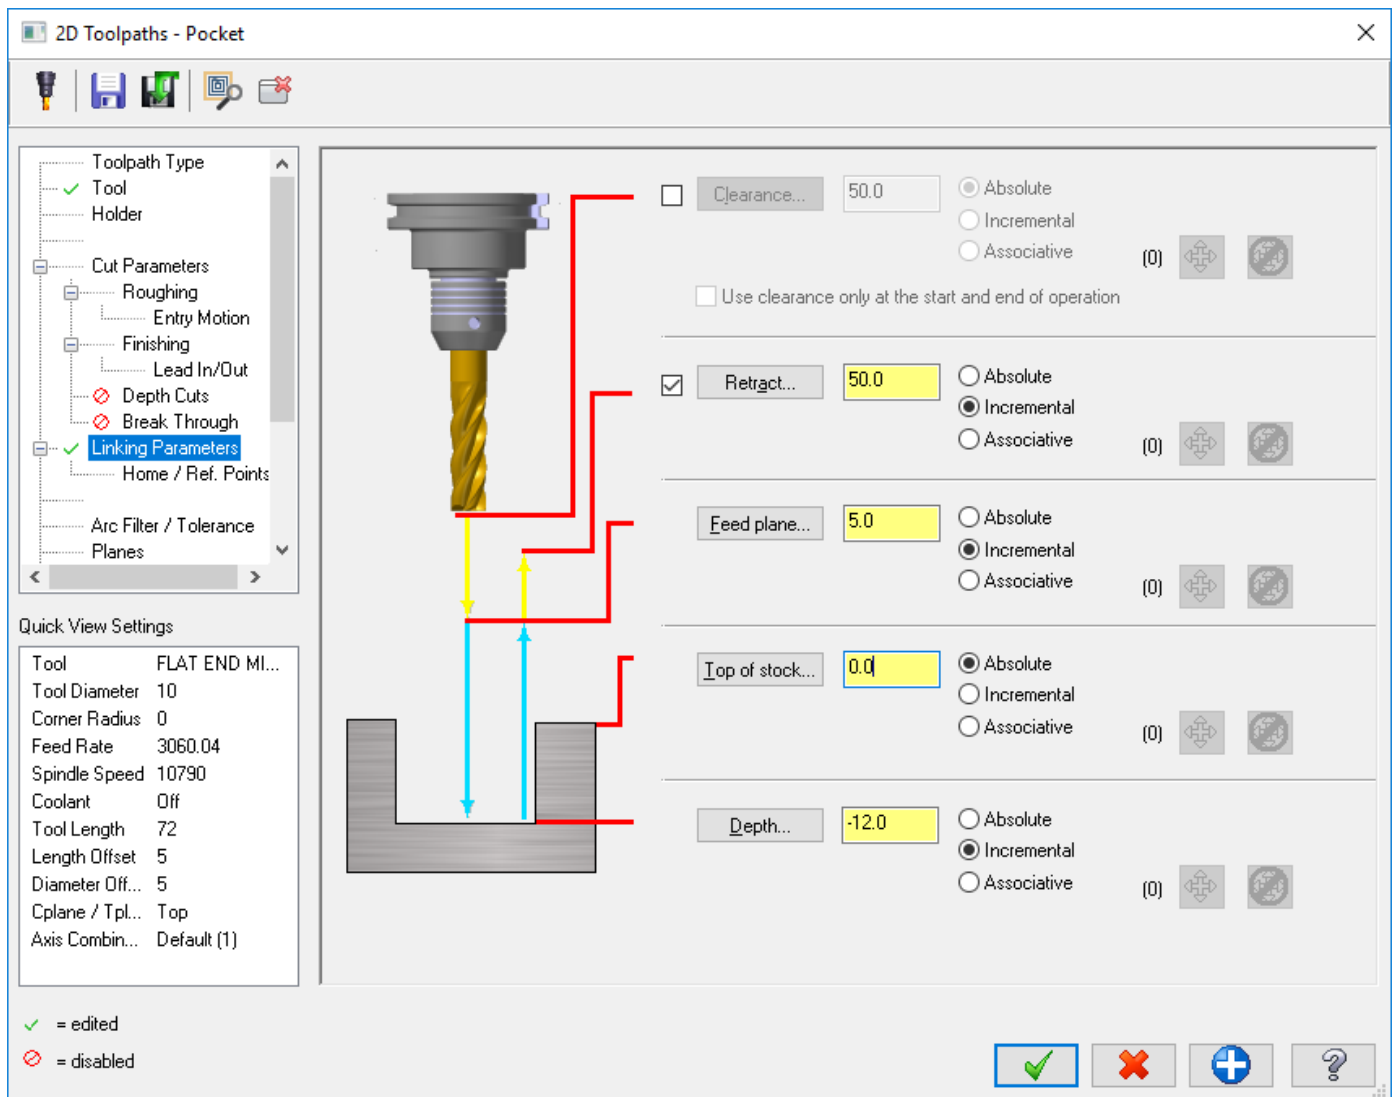 2D Toolpaths - Pocket
Toolpath Type
Tool
Holder
Cut Parameters
Roughing
Entry Motion
Finishing
Lead In/Out
Depth Cuts
Break Through
Linking Parameters
Home / Ref. Points
Arc Filter / Tolerance
Planes
Quick View Settings
Tool FLAT END MI...
Tool Diameter 10
Corner Radius 0
Feed Rate 3060.04
Spindle Speed 10790
Coolant Off
Tool Length 72
Length Offset 5
Diameter Off... 5
Cplane / Tpl... Top
Axis Combin... Default (1)
= edited
= disabled
Clearance... 50.0 Absolute
Incremental
Associative (0)
Use clearance only at the start and end of operation
Retract... 50.0 Absolute
Incremental
Associative (0)
Feed plane... 5.0 Absolute
Incremental
Associative (0)
Top of stock... 0.0 Absolute
Incremental
Associative (0)
Depth... -12.0 Absolute
Incremental
Associative (0)